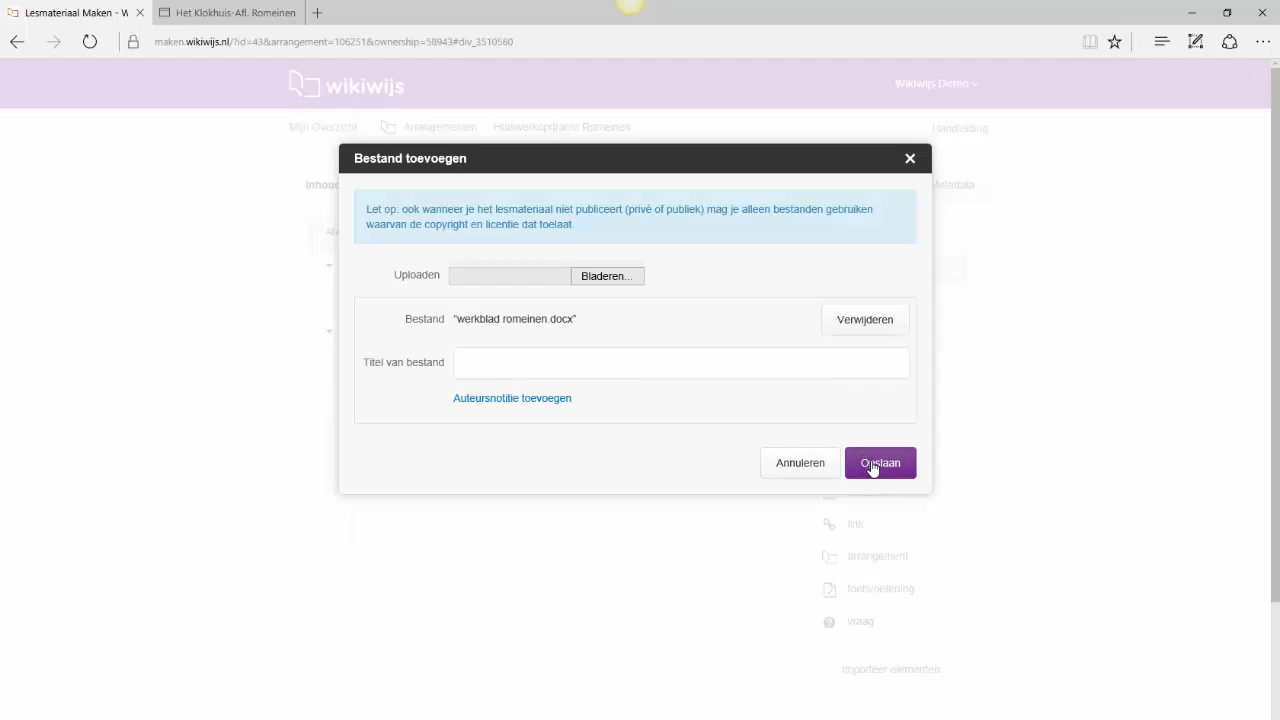 Lesmateriaal Maken - W
Het Klokhuis-Afl. Romeinen
maken.wikiwijs.nl/?id=43&arrangement=106251&ownership=58943#div_3510560
wikiwijs
Wikiwijs Demo
Mijn Overzicht
Arrangementen
Huiswerkopdracht Romeinen
Handleiding
Bestand toevoegen
Inhoud
Metadata
Let op: ook wanneer je het lesmateriaal niet publiceert (privé of publiek) mag je alleen bestanden gebruiken
waarvan de copyright en licentie dat toelaat.
Uploaden
Bladeren...
Bestand
“werkblad romeinen.docx”
Verwijderen
Titel van bestand
Auteursnotitie toevoegen
Annuleren
Opslaan
link
arrangement
toets/oefening
vraag
Importeer elementen